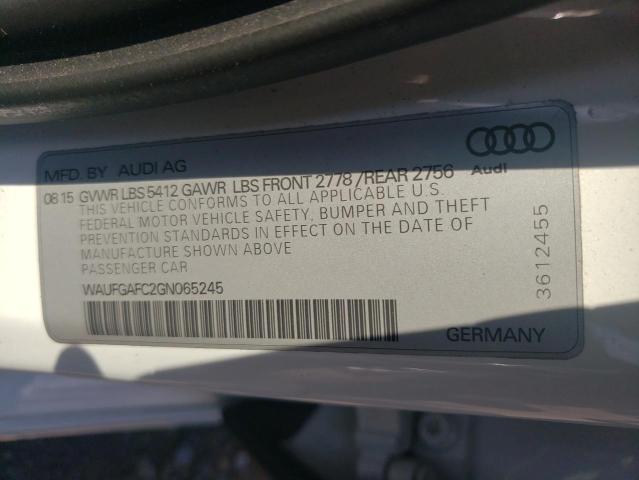 MFD. BY AUDI AG
08 15 GVWR LBS 5412 GAWR LBS FRONT 2778 / REAR 2756
THIS VEHICLE CONFORMS TO ALL APPLICABLE U.S.
FEDERAL MOTOR VEHICLE SAFETY, BUMPER AND THEFT
PREVENTION STANDARDS IN EFFECT ON THE DATE OF
MANUFACTURE SHOWN ABOVE
PASSENGER CAR
WAUFGAFC2GN065245
Audi
3612455
GERMANY